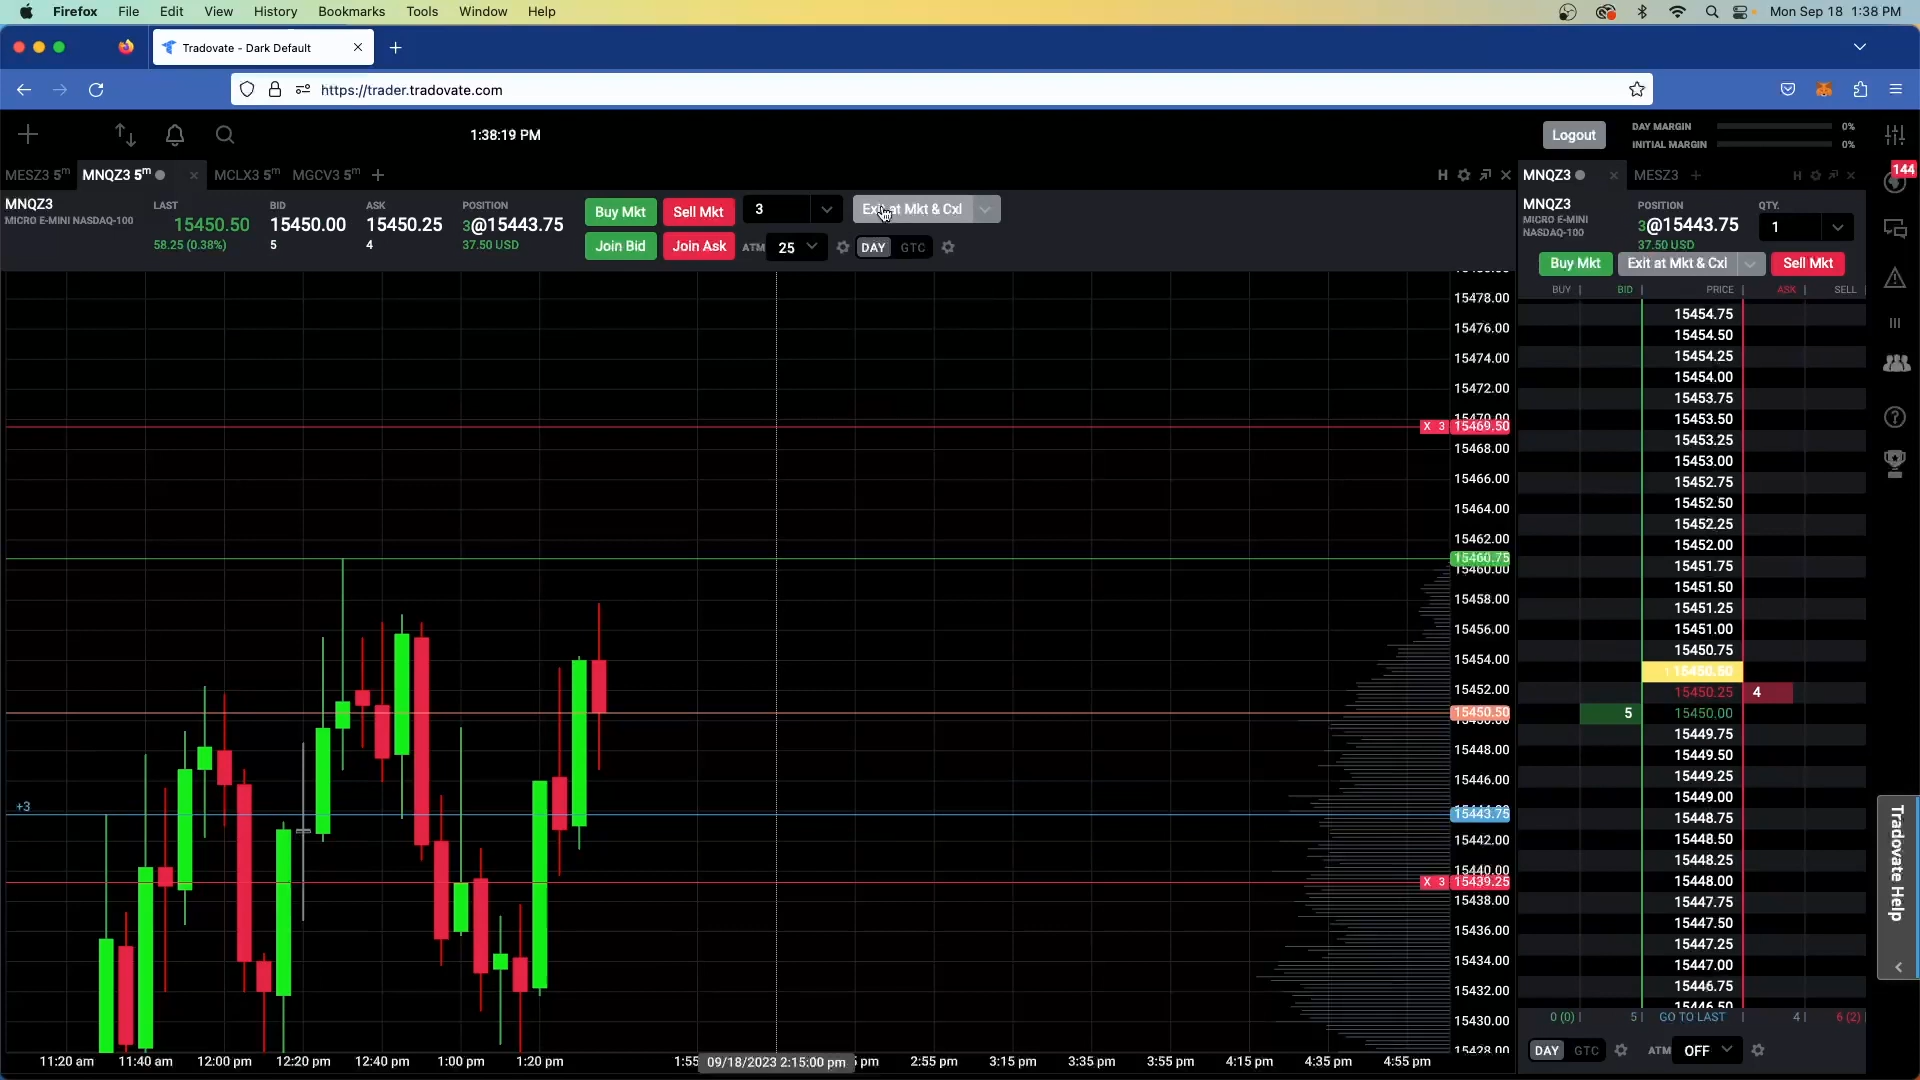 Firefox File Edit View History Bookmarks Tools Window Help Mon Sep 18 1:38 PM
Tradovate - Dark Default
https://trader.tradovate.com
1:38:19 PM
Logout
DAY MARGIN 0%
INITIAL MARGIN 0%
MESZ3 5m MNQZ3 5m MCLX3 5m MGCV3 5m
H
MNQZ3 MESZ3
H
144
MNQZ3
MICRO E-MINI NASDAQ-100
LAST
15450.50
58.25 (0.38%)
BID
15450.00
5
ASK
15450.25
4
POSITION
3@15443.75
37.50 USD
Buy Mkt Sell Mkt 3 Exit at Mkt & Cxl
Join Bid Join Ask ATM 25 DAY GTC
MNQZ3
MICRO E-MINI
NASDAQ-100
POSITION
3@15443.75
37.50 USD
QTY.
1
Buy Mkt Exit at Mkt & Cxl Sell Mkt
BUY BID PRICE ASK SELL
15478.00
15476.00
15474.00
15472.00
15470.00
X 3 15469.50
15468.00
15466.00
15464.00
15462.00
15460.75
15460.00
15458.00
15456.00
15454.00
15452.00
15450.50
15448.00
15446.00
+3
15443.75
15442.00
15440.00
X 3 15439.25
15438.00
15436.00
15434.00
15432.00
15430.00
15428.00
11:20 am 11:40 am 12:00 pm 12:20 pm 12:40 pm 1:00 pm 1:20 pm 1:55 09/18/2023 2:15:00 pm pm 2:55 pm 3:15 pm 3:35 pm 3:55 pm 4:15 pm 4:35 pm 4:55 pm
15454.75
15454.50
15454.25
15454.00
15453.75
15453.50
15453.25
15453.00
15452.75
15452.50
15452.25
15452.00
15451.75
15451.50
15451.25
15451.00
15450.75
15450.50
15450.25 4
5 15450.00
15449.75
15449.50
15449.25
15449.00
15448.75
15448.50
15448.25
15448.00
15447.75
15447.50
15447.25
15447.00
15446.75
15446.50
0 (0) 5 GO TO LAST 4 6 (2)
DAY GTC ATM OFF
Tradovate Help